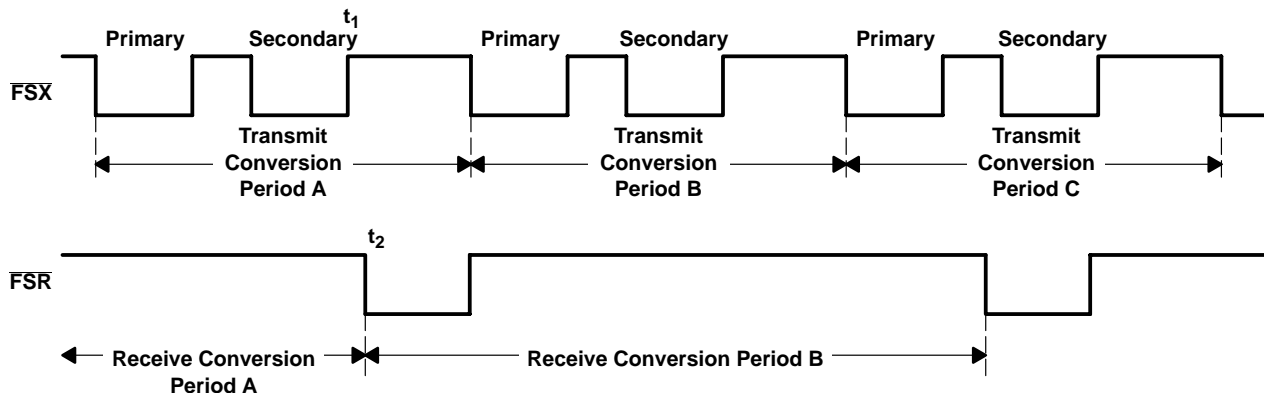 t1
Primary Secondary Primary Secondary Primary Secondary
FSX
Transmit
Conversion
Period A
Transmit
Conversion
Period B
Transmit
Conversion
Period C
t2
FSR
Receive Conversion
Period A
Receive Conversion Period B